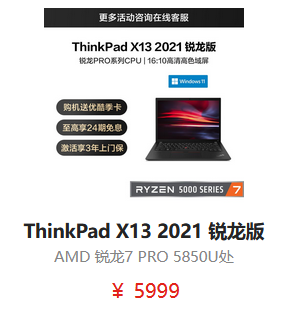 更多活动咨询在线客服
ThinkPad X13 2021 锐龙版
锐龙PRO系列CPU | 16:10高清高色域屏
Windows 11
购机送优酷季卡
至高享24期免息
激活享3年上门保
RYZEN 5000 SERIES 7
ThinkPad X13 2021 锐龙版
AMD 锐龙7 PRO 5850U处
¥ 5999